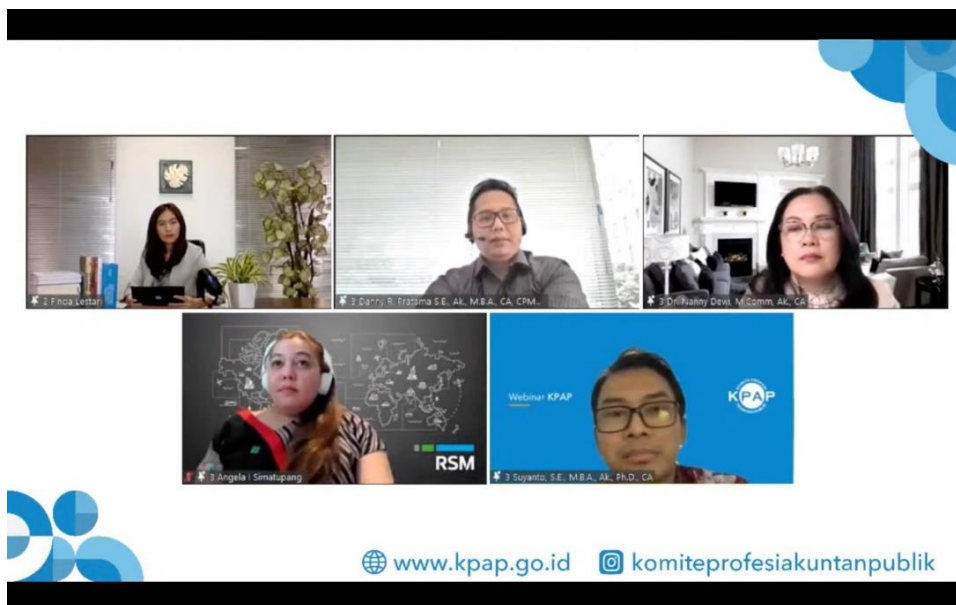 2 Finda Lestari
3 Danny R. Pratama S.E., Ak., M.B.A., CA, CPM...
3 Dr. Nanny Dewi, M.Comm, Ak., CA
RSM
3 Angela I Simatupang
Webinar KPAP
KPAP
3 Suyanto, S.E., M.B.A., Ak., Ph.D., CA
www.kpap.go.id
komiteprofesiakuntanpublik